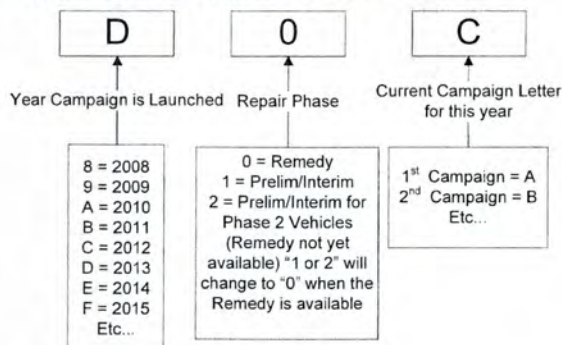 D
0
C
Year Campaign is Launched
Repair Phase
Current Campaign Letter
for this year
8 = 2008
9 = 2009
A = 2010
B = 2011
C = 2012
D = 2013
E = 2014
F = 2015
Etc...
0 = Remedy
1 = Prelim/Interim
2 = Prelim/Interim for
Phase 2 Vehicles
(Remedy not yet
available) “1 or 2” will
change to “0” when the
Remedy is available
1st Campaign = A
2nd Campaign = B
Etc...